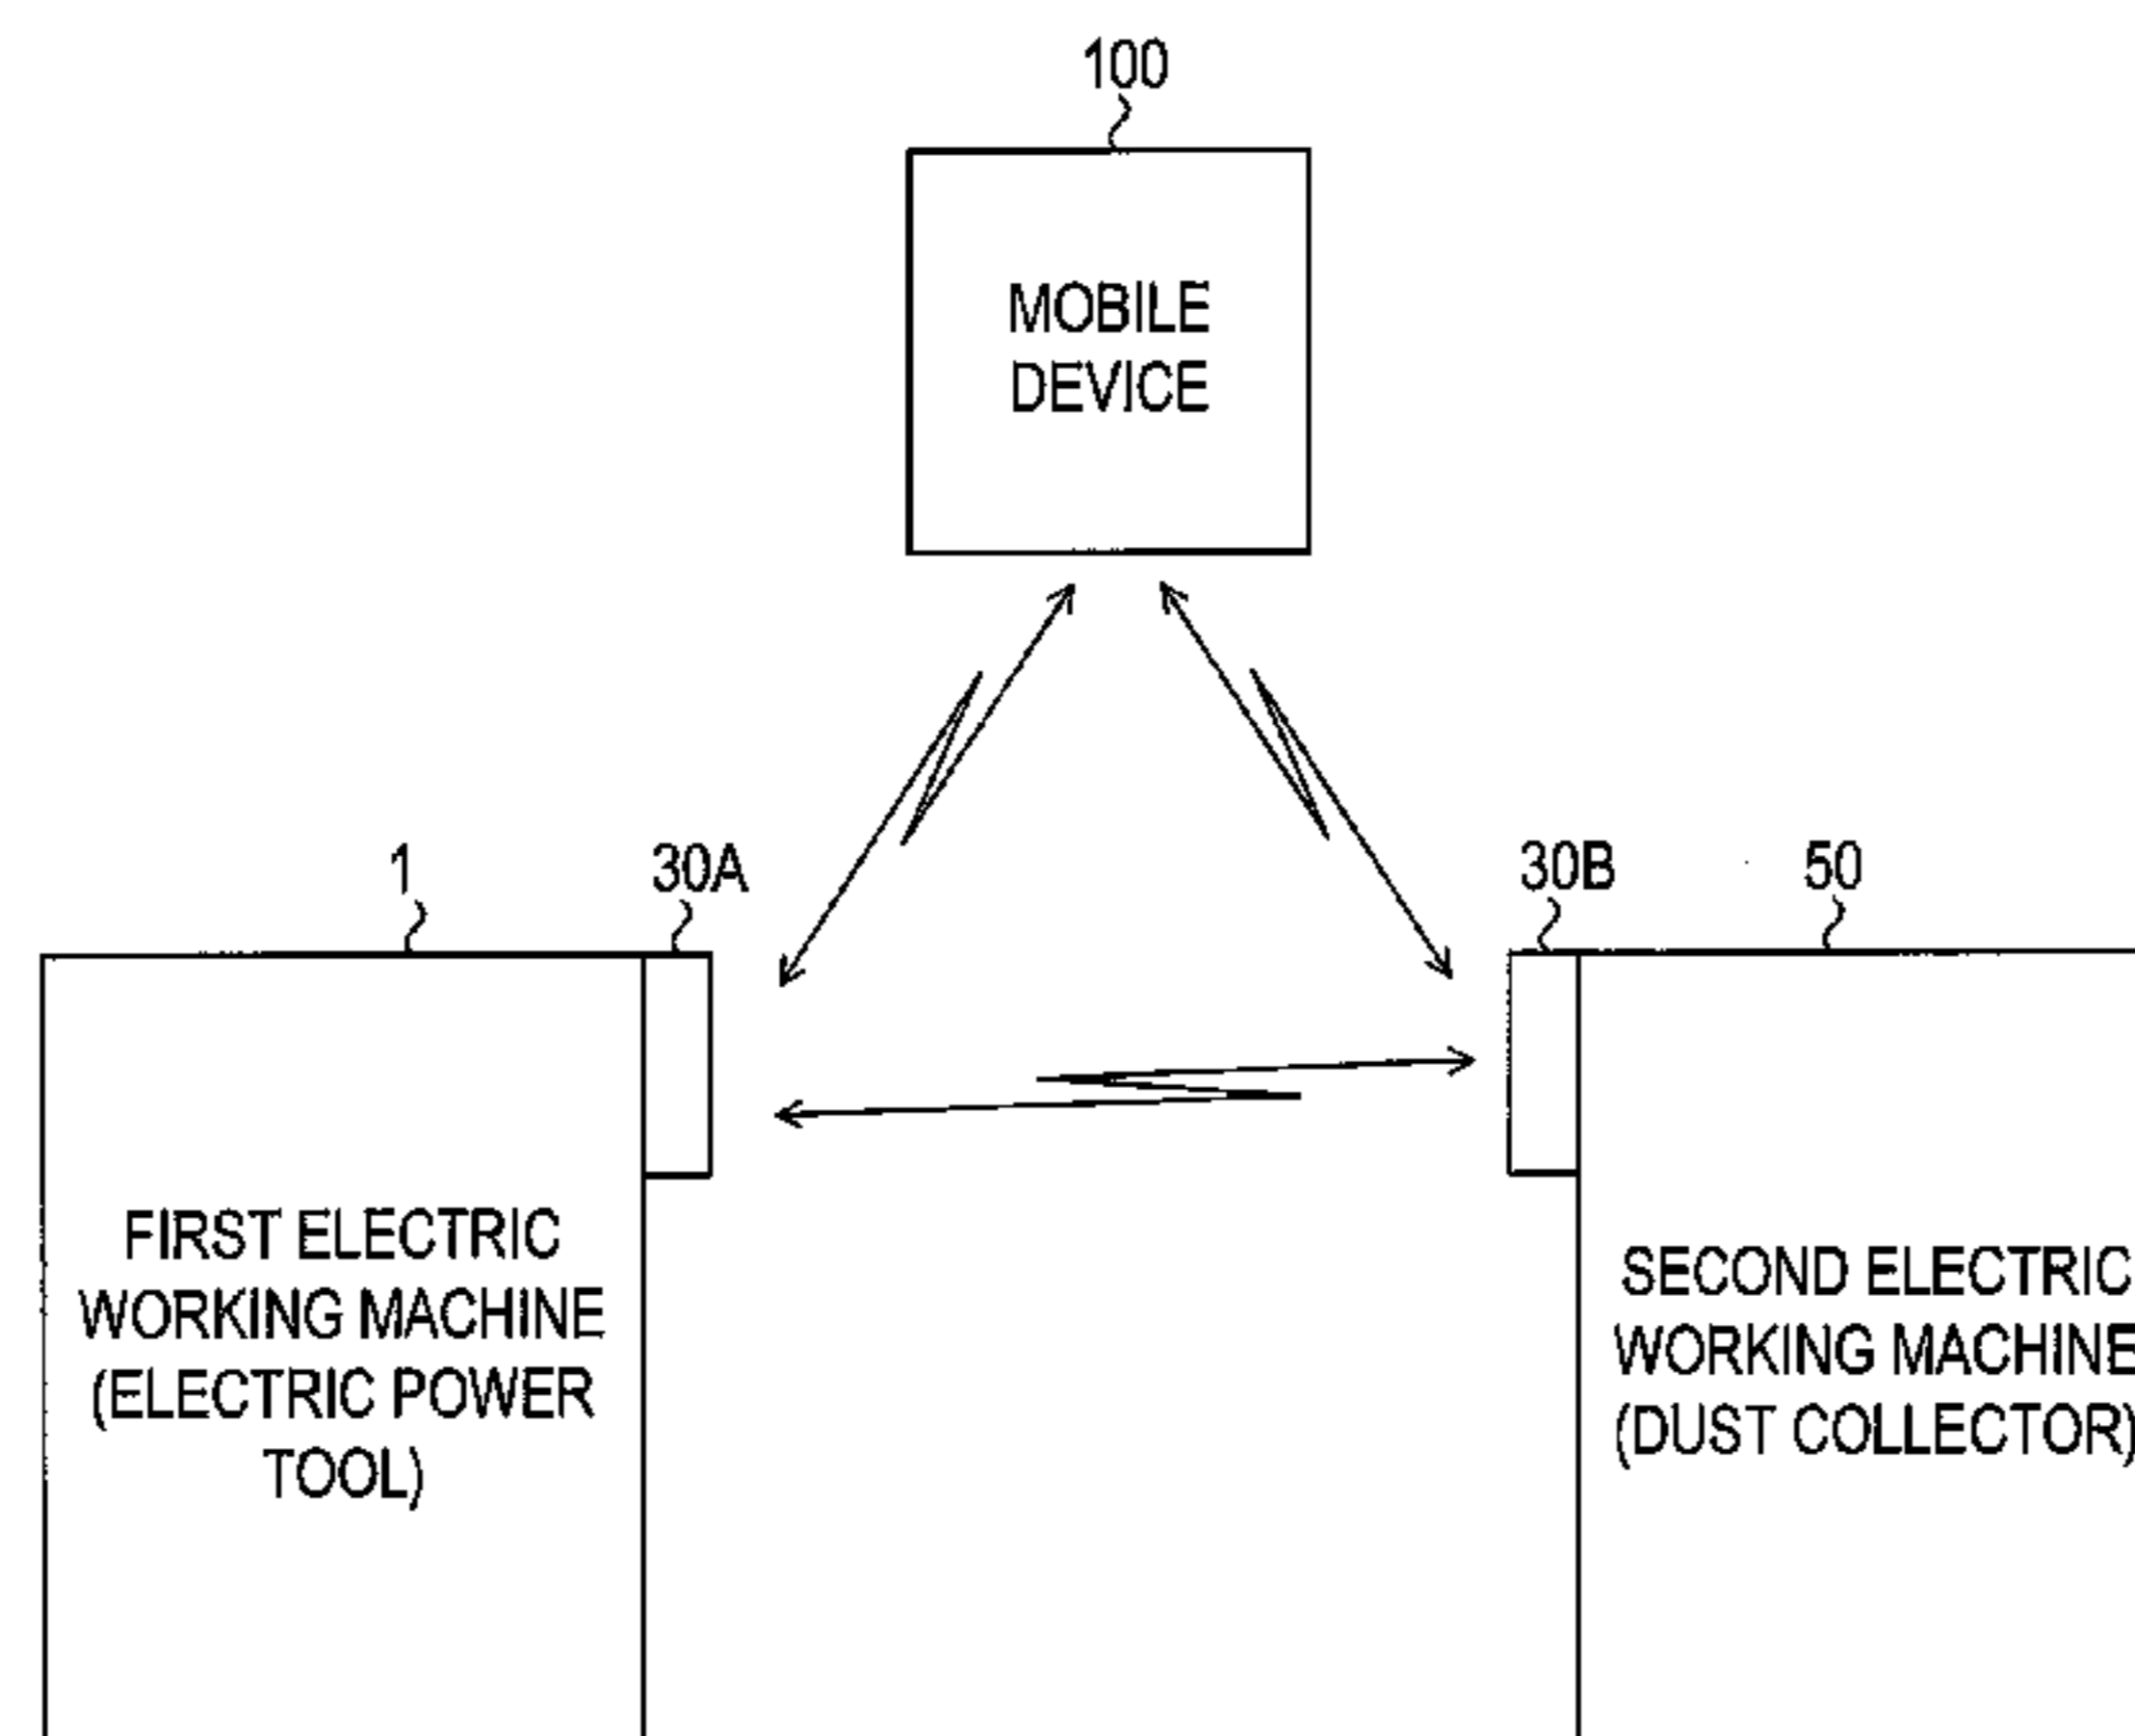 100
MOBILE
DEVICE
1
30A
30B
50
FIRST ELECTRIC
WORKING MACHINE
(ELECTRIC POWER
TOOL)
SECOND ELECTRIC
WORKING MACHINE
(DUST COLLECTOR)